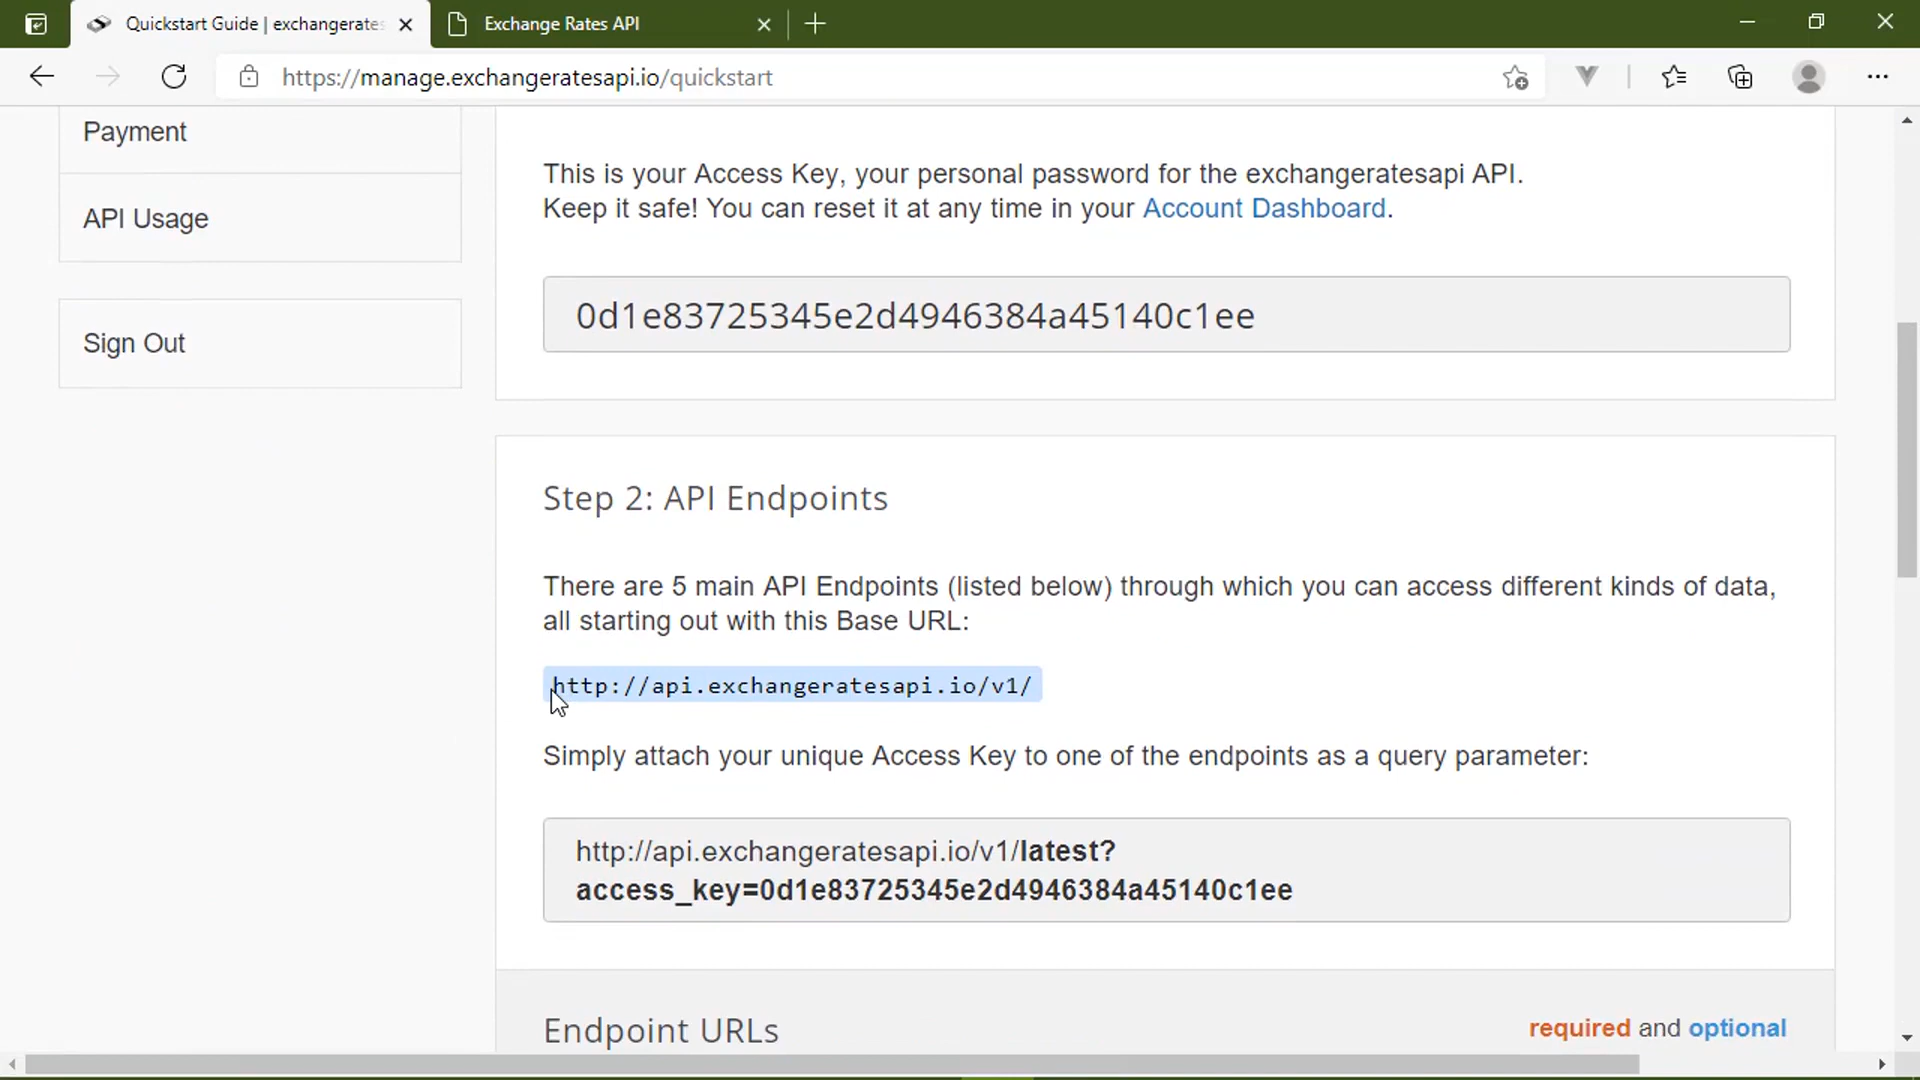 Quickstart Guide | exchangerates
Exchange Rates API
https://manage.exchangeratesapi.io/quickstart
Payment
API Usage
Sign Out
This is your Access Key, your personal password for the exchangeratesapi API.
Keep it safe! You can reset it at any time in your Account Dashboard.
0d1e83725345e2d4946384a45140c1ee
Step 2: API Endpoints
There are 5 main API Endpoints (listed below) through which you can access different kinds of data,
all starting out with this Base URL:
http://api.exchangeratesapi.io/v1/
Simply attach your unique Access Key to one of the endpoints as a query parameter:
http://api.exchangeratesapi.io/v1/latest?
access_key=0d1e83725345e2d4946384a45140c1ee
Endpoint URLs
required and optional